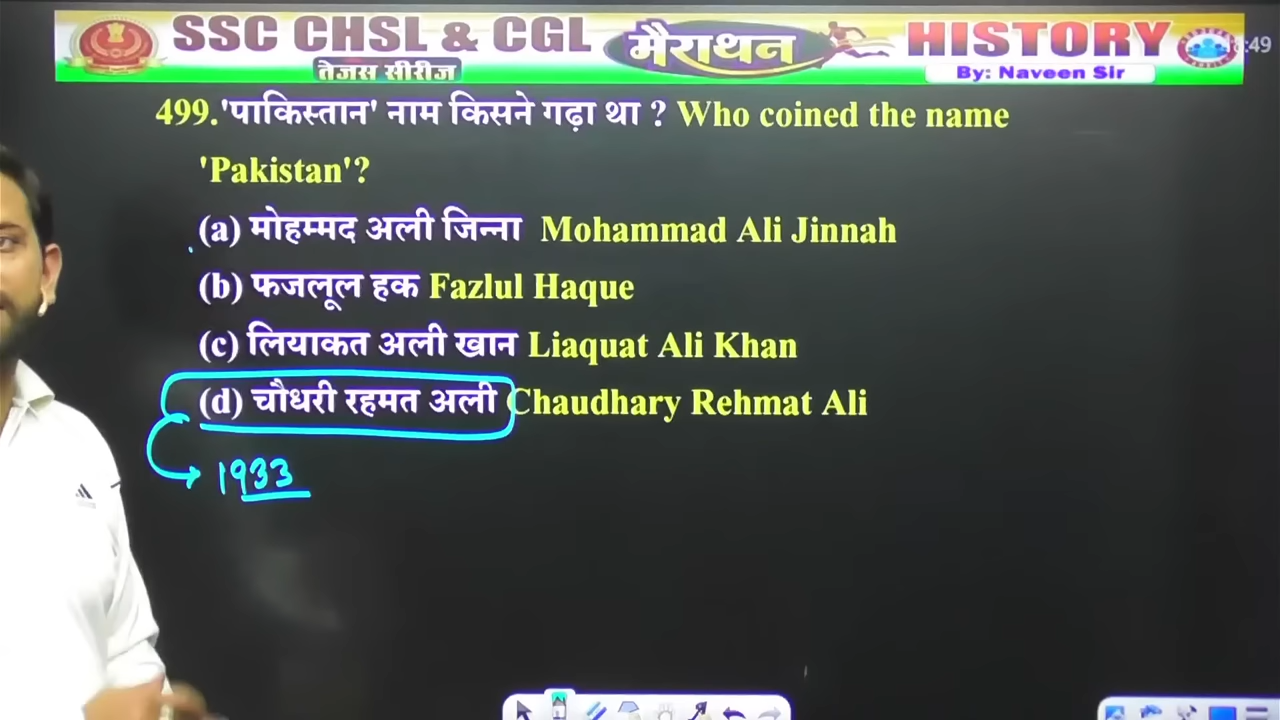 SSC CHSL & CGL मैराथन HISTORY
तेजस सीरीज By: Naveen Sir
499.'पाकिस्तान' नाम किसने गढ़ा था ? Who coined the name
'Pakistan'?
(a) मोहम्मद अली जिन्ना Mohammad Ali Jinnah
(b) फजलूल हक Fazlul Haque
(c) लियाकत अली खान Liaquat Ali Khan
(d) चौधरी रहमत अली Chaudhary Rehmat Ali
1933